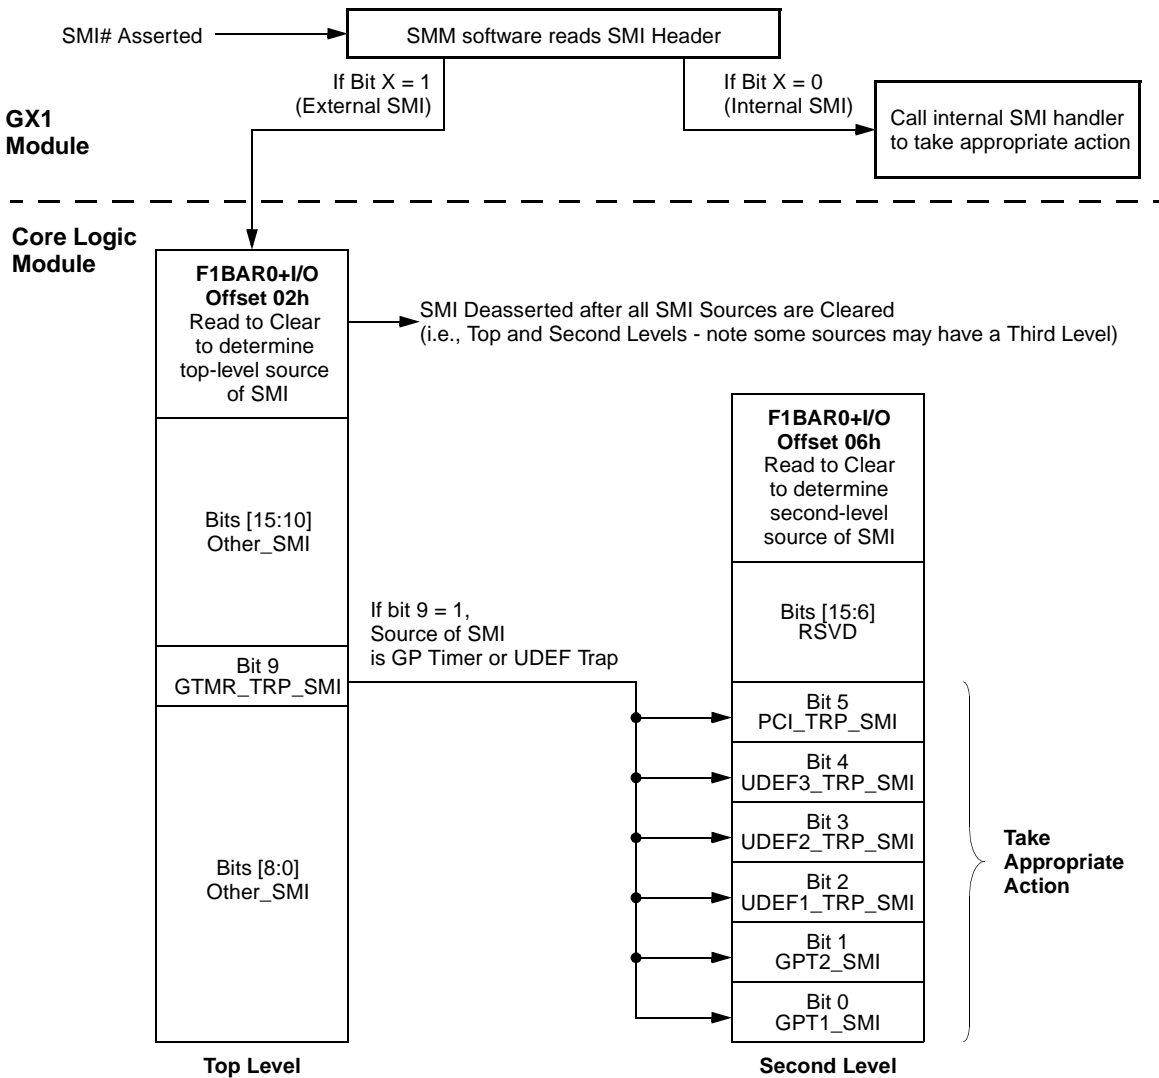 SMI# Asserted
SMM software reads SMI Header
If Bit X = 1
(External SMI)
If Bit X = 0
(Internal SMI)
Call internal SMI handler
to take appropriate action
GX1
Module
Core Logic
Module
F1BAR0+I/O
Offset 02h
Read to Clear
to determine
top-level source
of SMI
SMI Deasserted after all SMI Sources are Cleared
(i.e., Top and Second Levels - note some sources may have a Third Level)
Bits [15:10]
Other_SMI
If bit 9 = 1,
Source of SMI
is GP Timer or UDEF Trap
Bit 9
GTMR_TRP_SMI
Bits [8:0]
Other_SMI
Top Level
F1BAR0+I/O
Offset 06h
Read to Clear
to determine
second-level
source of SMI
Bits [15:6]
RSVD
Bit 5
PCI_TRP_SMI
Bit 4
UDEF3_TRP_SMI
Bit 3
UDEF2_TRP_SMI
Bit 2
UDEF1_TRP_SMI
Bit 1
GPT2_SMI
Bit 0
GPT1_SMI
Second Level
Take
Appropriate
Action